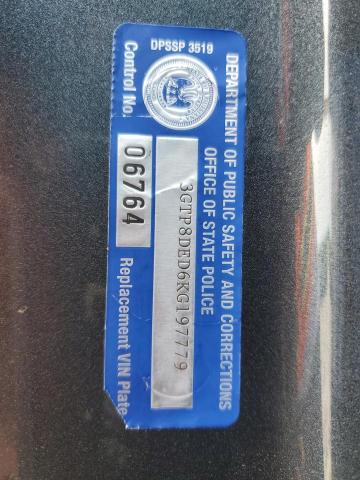 DEPARTMENT OF PUBLIC SAFETY AND CORRECTIONS
OFFICE OF STATE POLICE
3GTP8DED6KG197779
DPSSP 3519
Control No.
06764
Replacement VIN Plate